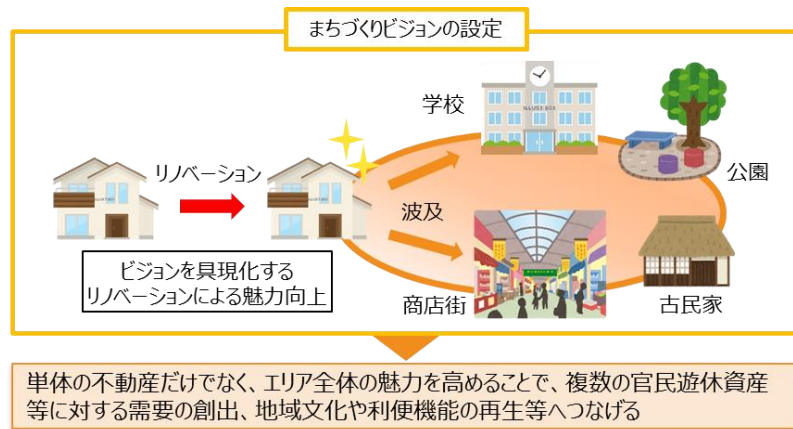 まちづくりビジョンの設定
学校
リノベーション
公園
波及
ビジョンを具現化する
リノベーションによる魅力向上
商店街
古民家
単体の不動産だけでなく、エリア全体の魅力を高めることで、複数の官民遊休資産
等に対する需要の創出、地域文化や利便機能の再生等へつなげる